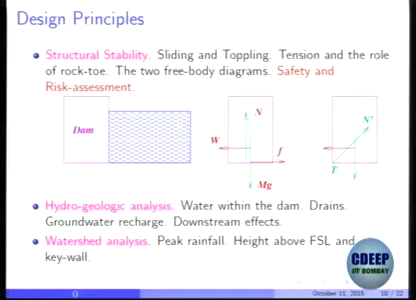 Design Principles
Structural Stability. Sliding and Toppling. Tension and the role
of rock-toe. The two free-body diagrams. Safety and
Risk-assessment.
Dam
N
W
f
Mg
N'
T
Hydro-geologic analysis. Water within the dam. Drains.
Groundwater recharge. Downstream effects.
Watershed analysis. Peak rainfall. Height above FSL and
key-wall.
CDEEP
IIT BOMBAY
October 11, 2015 10 / 22